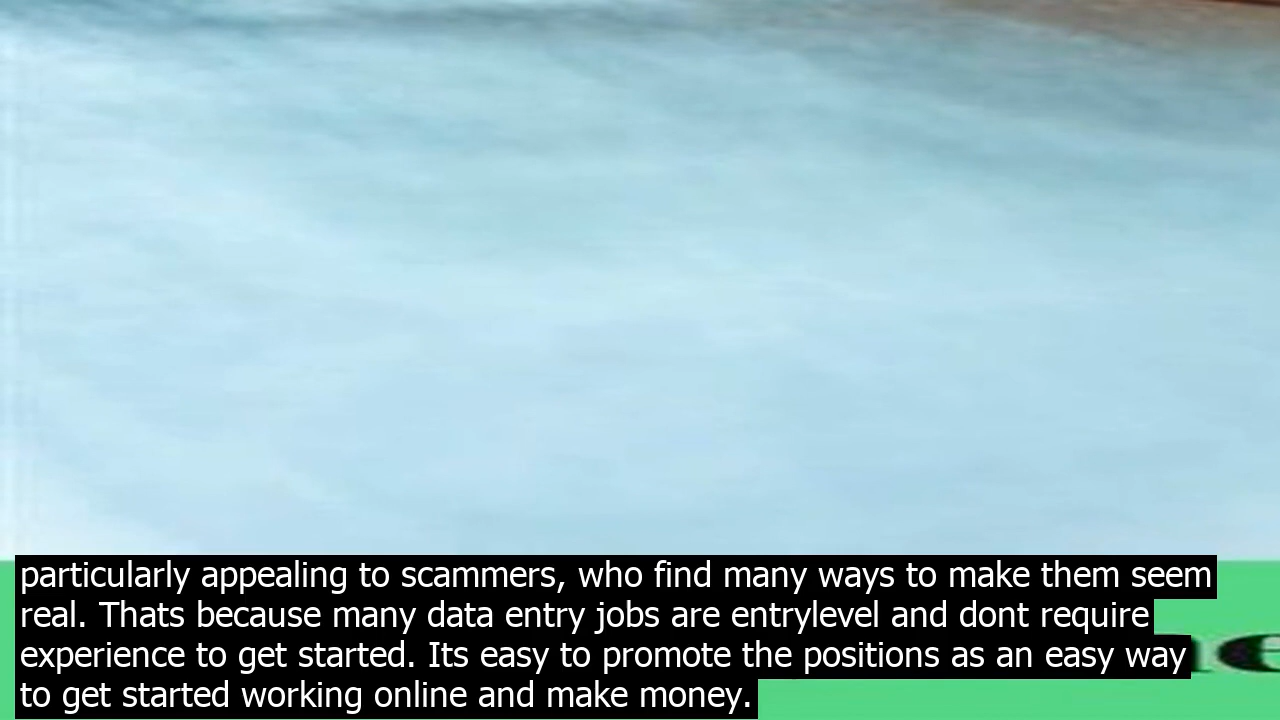 particularly appealing to scammers, who find many ways to make them seem
real. Thats because many data entry jobs are entrylevel and dont require
experience to get started. Its easy to promote the positions as an easy way
to get started working online and make money.